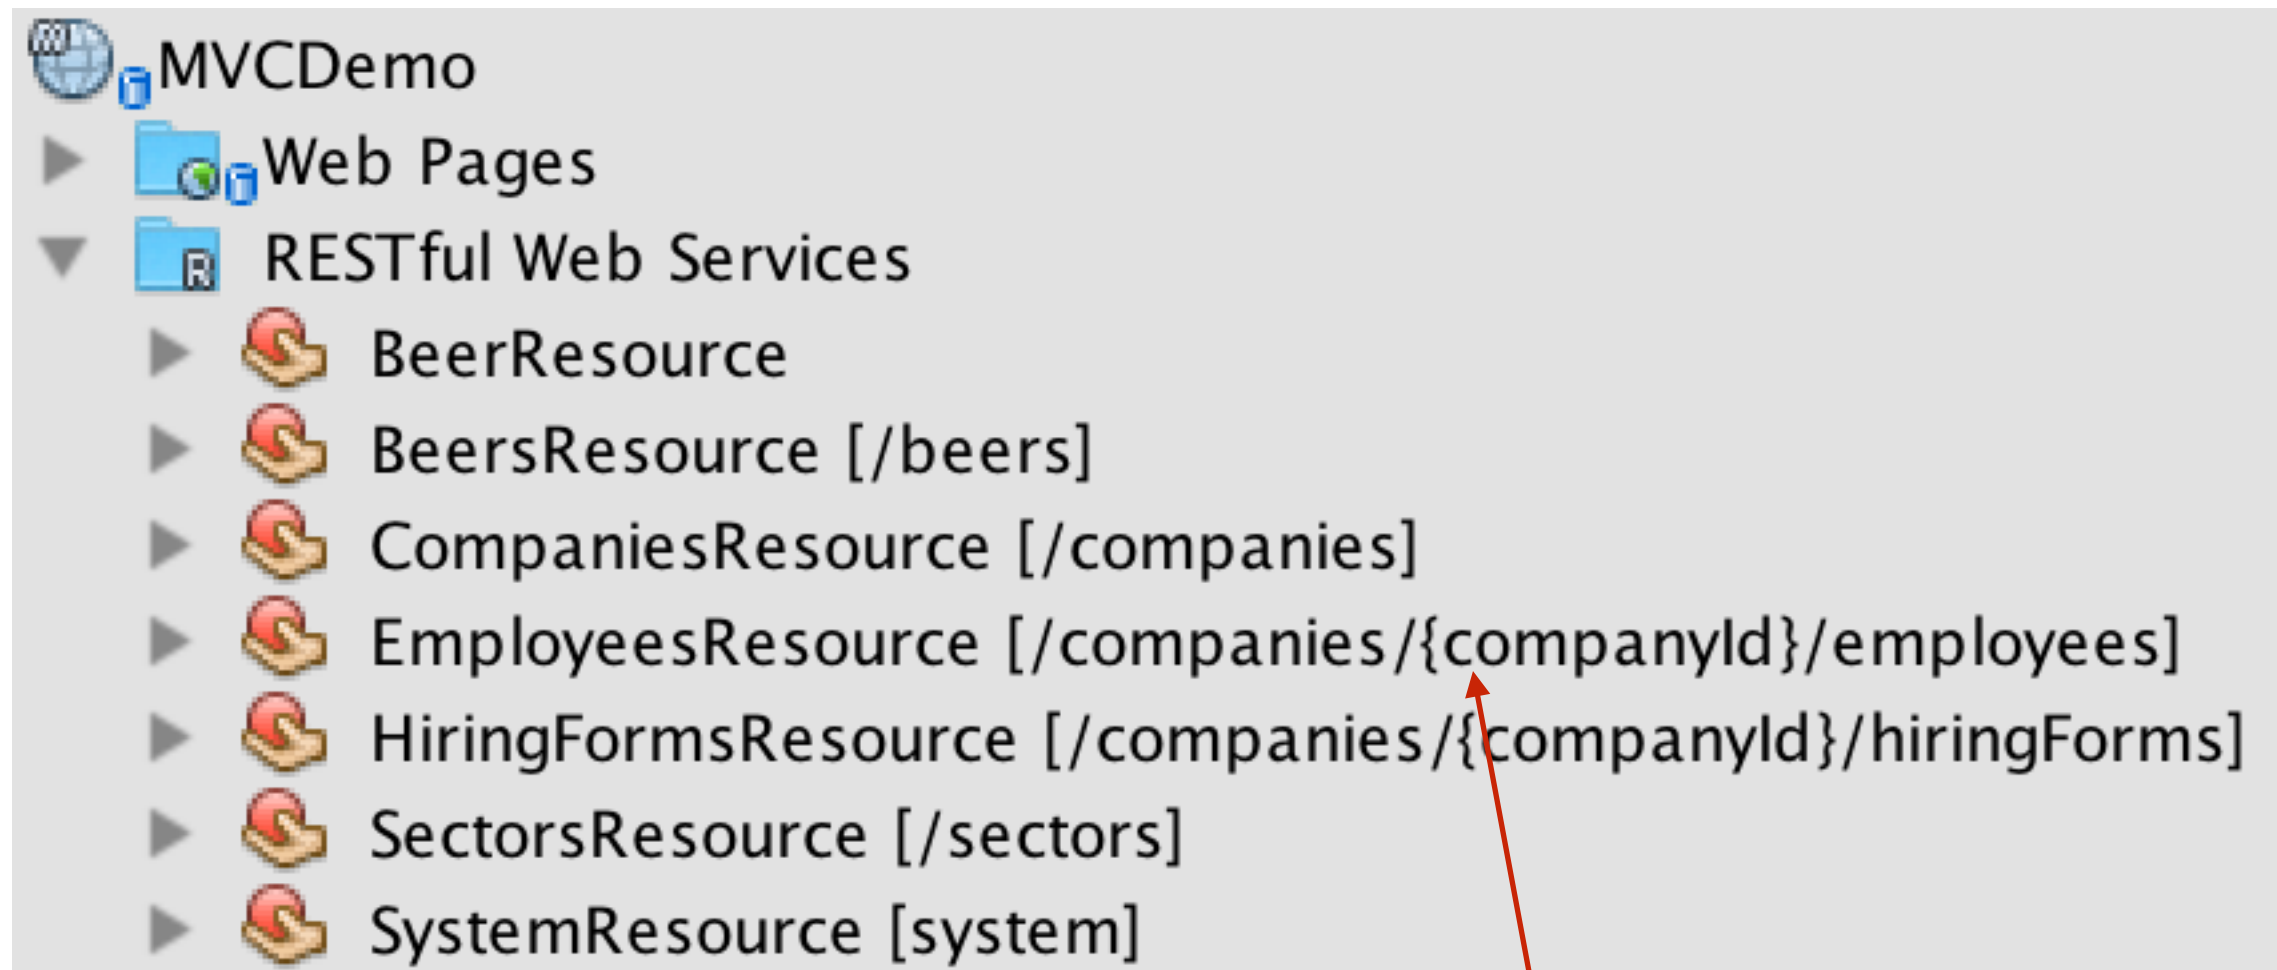 MVCDemo
Web Pages
RESTful Web Services
BeerResource
BeersResource [/beers]
CompaniesResource [/companies]
EmployeesResource [/companies/{companyId}/employees]
HiringFormsResource [/companies/{companyId}/hiringForms]
SectorsResource [/sectors]
SystemResource [system]